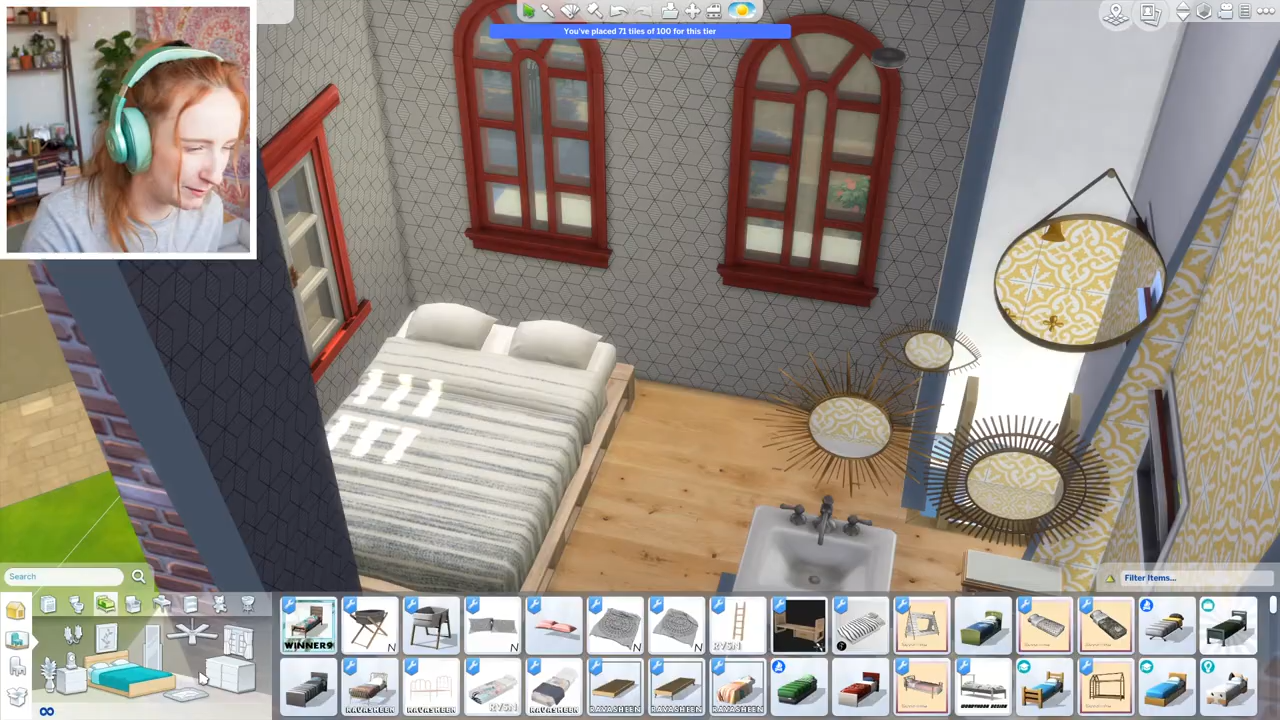 You've placed 71 tiles of 100 for this tier
Search
Filter Items...
WINNER9
N
N
N
N
RVSN
RAVASHEEN
RAVASHEEN
RVSN
RAVASHEEN
RAVASHEEN
RAVASHEEN
RAVASHEEN